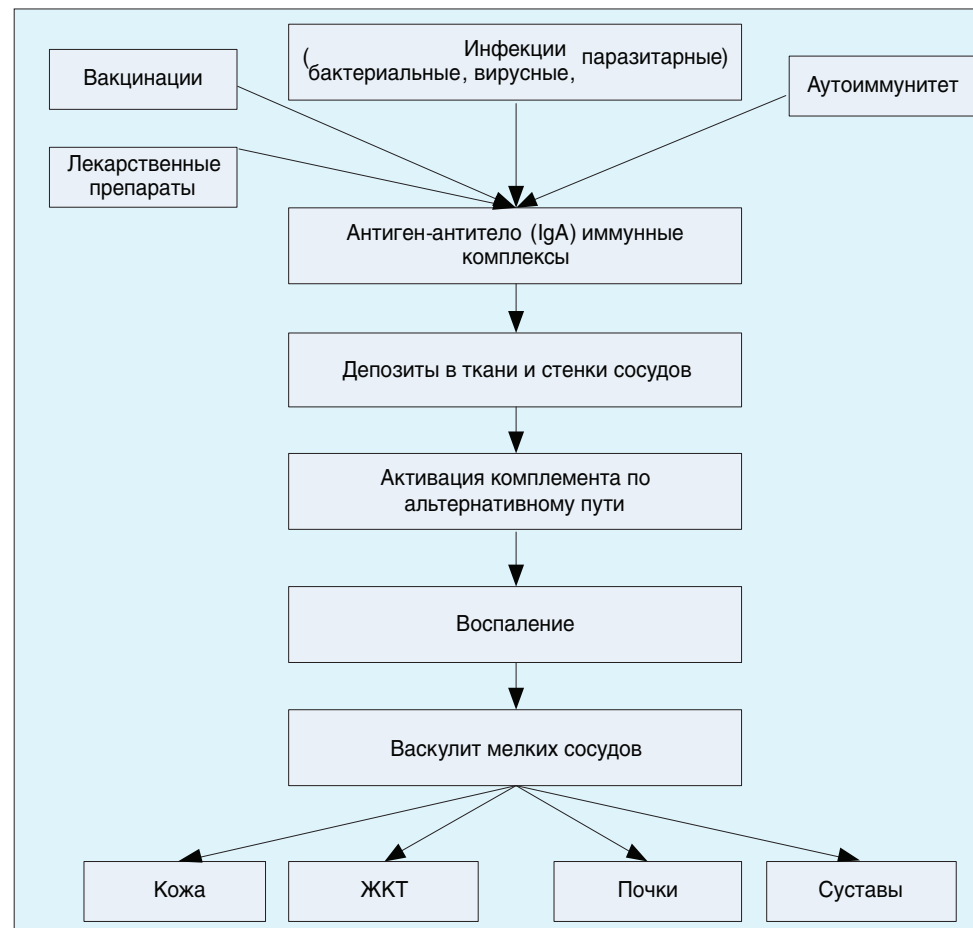 Инфекции
(бактериальные, вирусные, паразитарные)
Вакцинации
Аутоиммунитет
Лекарственные
препараты
Антиген-антитело (IgA) иммунные
комплексы
Депозиты в ткани и стенки сосудов
Активация комплемента по
альтернативному пути
Воспаление
Васкулит мелких сосудов
Кожа
ЖКТ
Почки
Суставы